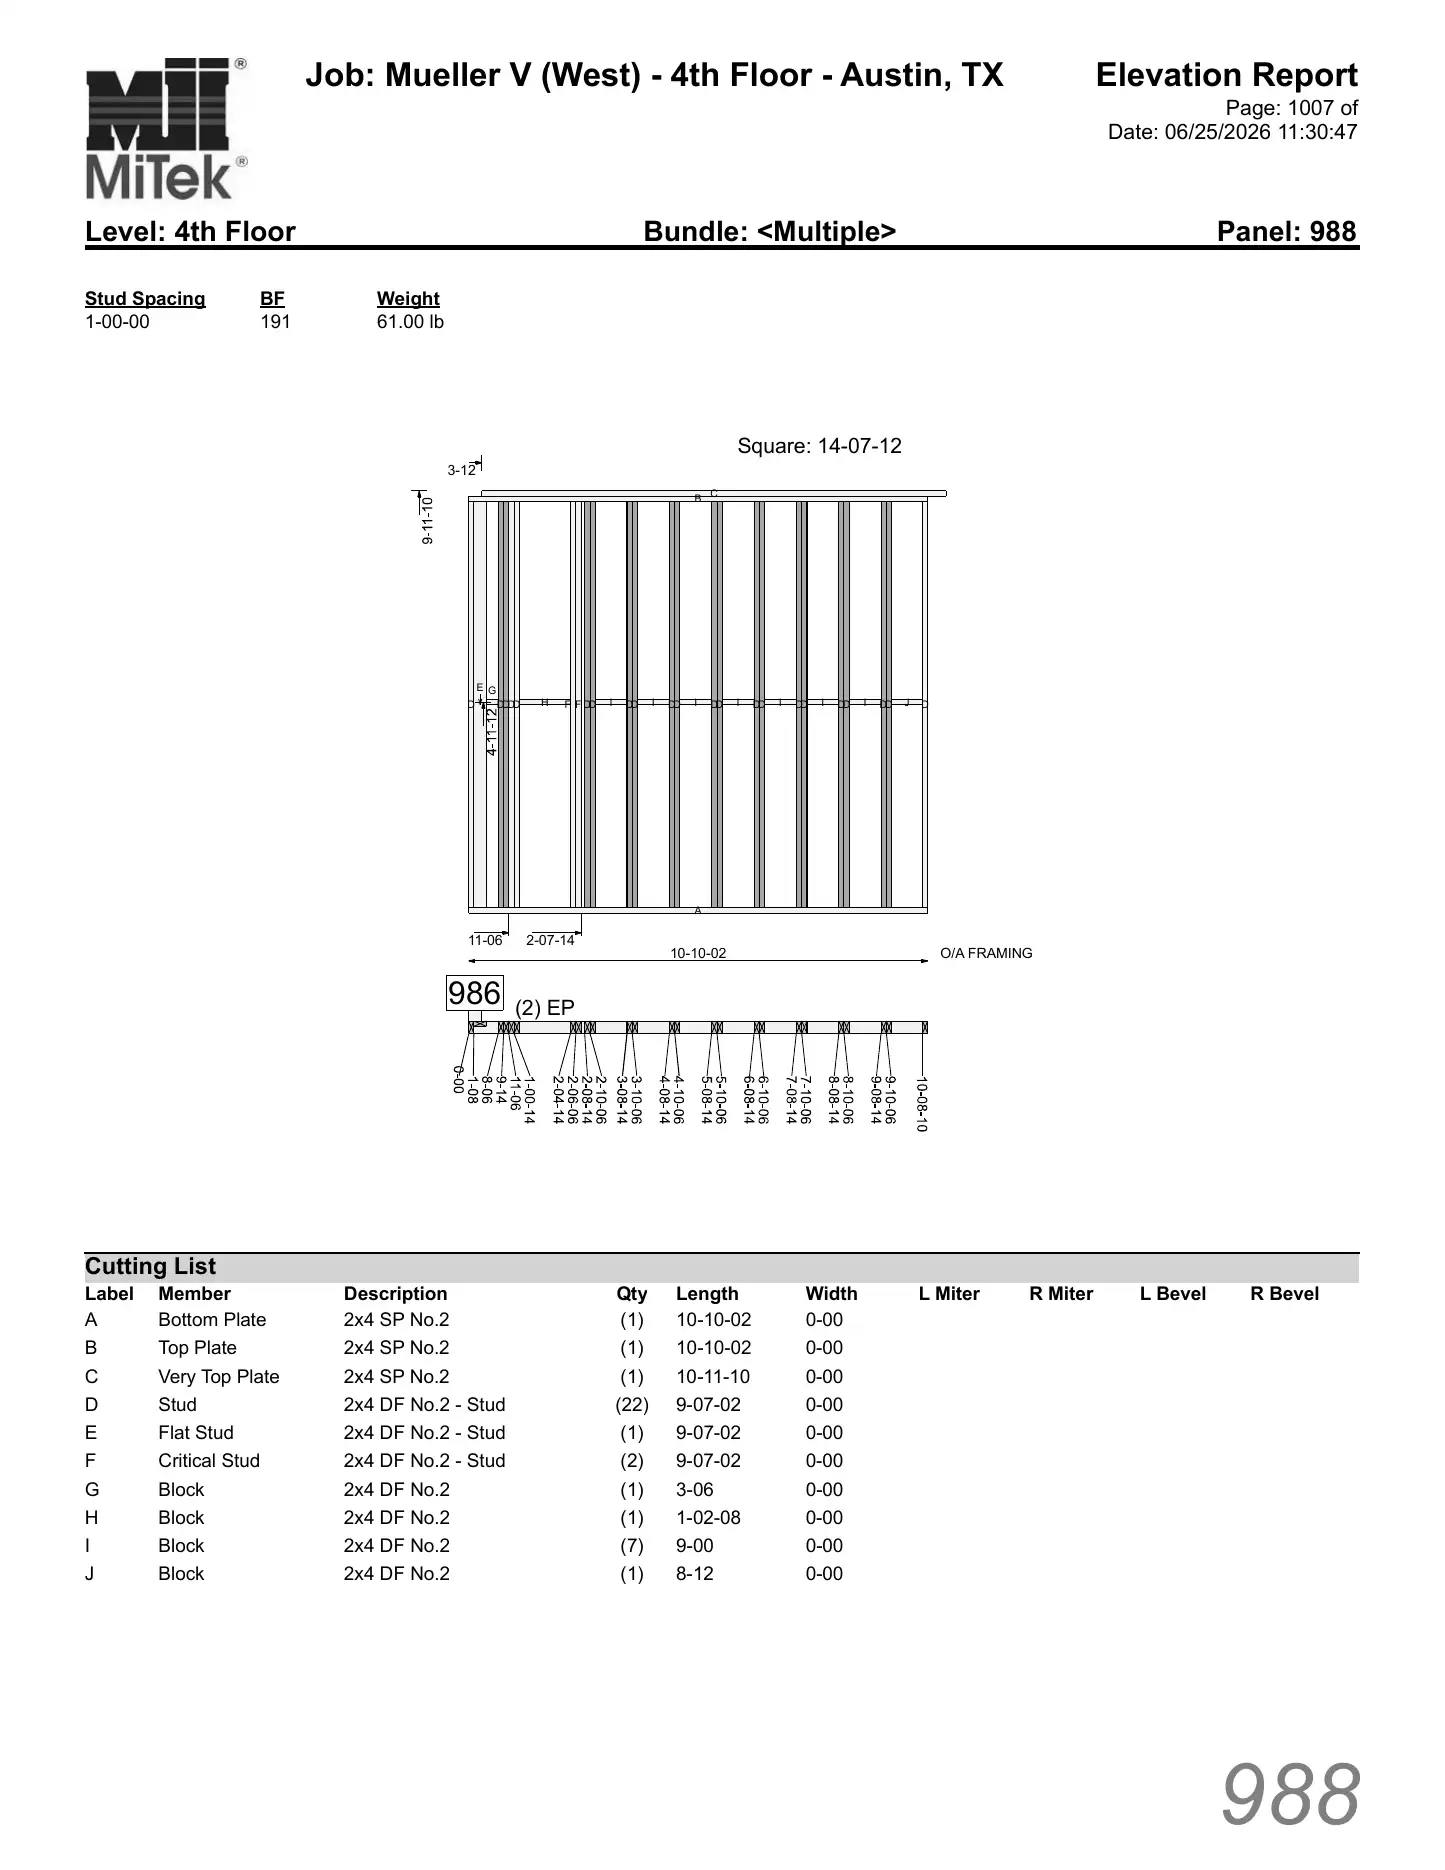 Job: Mueller V (West) - 4th Floor - Austin, TX
Elevation Report
Page: 1007 of
Date: 06/25/2026 11:30:47
MiTek®
Level: 4th Floor Bundle: <Multiple> Panel: 988
Stud Spacing BF Weight
1-00-00 191 61.00 lb
Square: 14-07-12
3-12
C
B
9-11-10
E G
D D D D D H F F D D I D D I D D I D D I D D I D D I D D I D D J D
4-11-12
A
11-06 2-07-14
10-10-02 O/A FRAMING
986 (2) EP
0-00 1-08 8-06 9-14 11-06 1-00-14 2-04-14 2-06-06 2-08-14 2-10-06 3-08-14 3-10-06 4-08-14 4-10-06 5-08-14 5-10-06 6-08-14 6-10-06 7-08-14 7-10-06 8-08-14 8-10-06 9-08-14 9-10-06 10-08-10
Cutting List
Label Member Description Qty Length Width L Miter R Miter L Bevel R Bevel
A Bottom Plate 2x4 SP No.2 (1) 10-10-02 0-00
B Top Plate 2x4 SP No.2 (1) 10-10-02 0-00
C Very Top Plate 2x4 SP No.2 (1) 10-11-10 0-00
D Stud 2x4 DF No.2 - Stud (22) 9-07-02 0-00
E Flat Stud 2x4 DF No.2 - Stud (1) 9-07-02 0-00
F Critical Stud 2x4 DF No.2 - Stud (2) 9-07-02 0-00
G Block 2x4 DF No.2 (1) 3-06 0-00
H Block 2x4 DF No.2 (1) 1-02-08 0-00
I Block 2x4 DF No.2 (7) 9-00 0-00
J Block 2x4 DF No.2 (1) 8-12 0-00
988